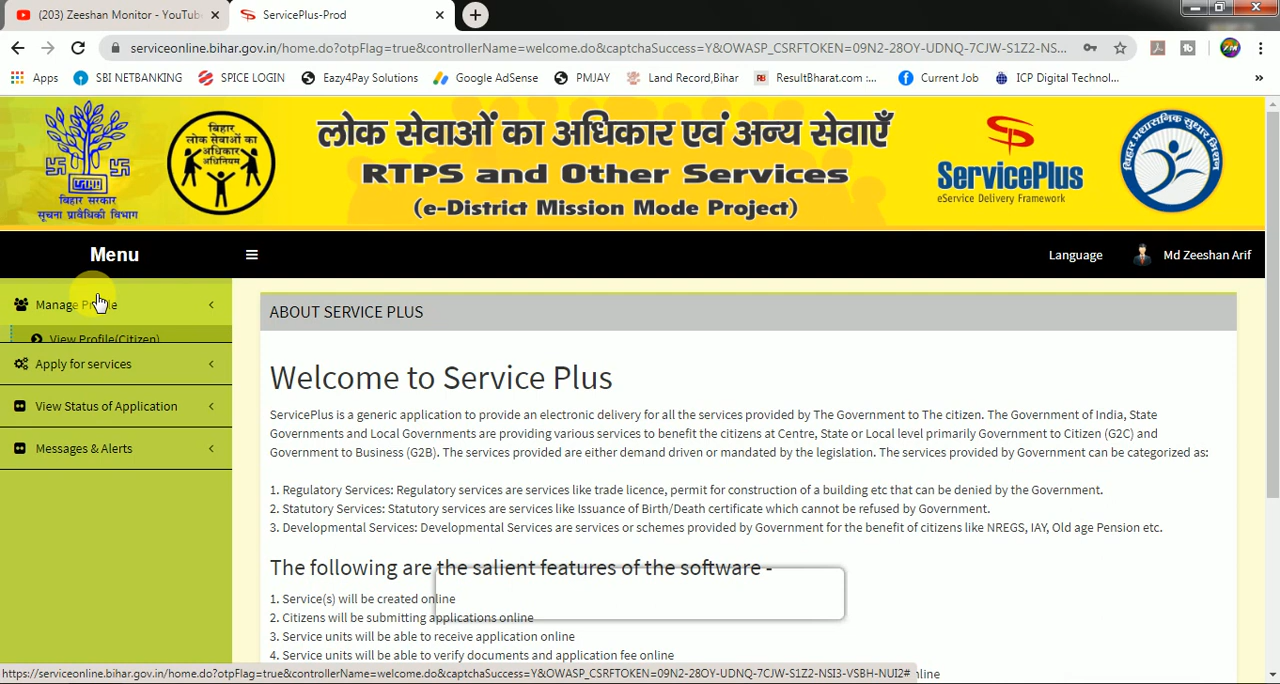 (203) Zeeshan Monitor - YouTub
ServicePlus-Prod
serviceonline.bihar.gov.in/home.do?otpFlag=true&controllerName=welcome.do&captchaSuccess=Y&OWASP_CSRFTOKEN=09N2-28OY-UDNQ-7CJW-S1Z2-NS...
Apps
SBI NETBANKING
SPICE LOGIN
Eazy4Pay Solutions
Google AdSense
PMJAY
Land Record,Bihar
ResultBharat.com :...
Current Job
ICP Digital Technol...
»
बिहार सरकार
सूचना प्रावैधिकी विभाग
बिहार
लोक सेवाओं का
अधिकार
अधिनियम
लोक सेवाओं का अधिकार एवं अन्य सेवाएँ
RTPS and Other Services
(e-District Mission Mode Project)
ServicePlus
eService Delivery Framework
बिहार प्रशासनिक सुधार मिशन
Menu
Language
Md Zeeshan Arif
Manage
View Profile(Citizen)
Apply for services
View Status of Application
Messages & Alerts
ABOUT SERVICE PLUS
Welcome to Service Plus
ServicePlus is a generic application to provide an electronic delivery for all the services provided by The Government to The citizen. The Government of India, State
Governments and Local Governments are providing various services to benefit the citizens at Centre, State or Local level primarily Government to Citizen (G2C) and
Government to Business (G2B). The services provided are either demand driven or mandated by the legislation. The services provided by Government can be categorized as:
1. Regulatory Services: Regulatory services are services like trade licence, permit for construction of a building etc that can be denied by the Government.
2. Statutory Services: Statutory services are services like Issuance of Birth/Death certificate which cannot be refused by Government.
3. Developmental Services: Developmental Services are services or schemes provided by Government for the benefit of citizens like NREGS, IAY, Old age Pension etc.
The following are the salient features of the software -
1. Service(s) will be created online
2. Citizens will be submitting applications online
3. Service units will be able to receive application online
4. Service units will be able to verify documents and application fee online
https://serviceonline.bihar.gov.in/home.do?otpFlag=true&controllerName=welcome.do&captchaSuccess=Y&OWASP_CSRFTOKEN=09N2-28OY-UDNQ-7CJW-S1Z2-NSI3-VSBH-NUI2#